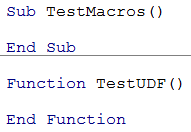 Sub TestMacros()
End Sub
Function TestUDF()
End Function